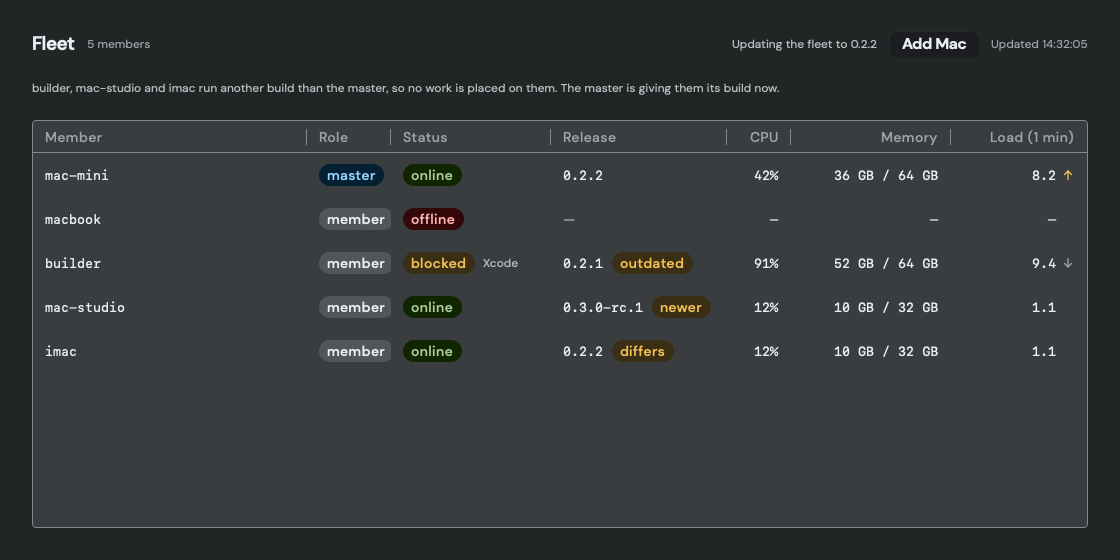 Fleet 5 members Updating the fleet to 0.2.2 Add Mac Updated 14:32:05
builder, mac-studio and imac run another build than the master, so no work is placed on them. The master is giving them its build now.
Member Role Status Release CPU Memory Load (1 min)
mac-mini master online 0.2.2 42% 36 GB / 64 GB 8.2 ↑
macbook member offline — — — —
builder member blocked Xcode 0.2.1 outdated 91% 52 GB / 64 GB 9.4 ↓
mac-studio member online 0.3.0-rc.1 newer 12% 10 GB / 32 GB 1.1
imac member online 0.2.2 differs 12% 10 GB / 32 GB 1.1